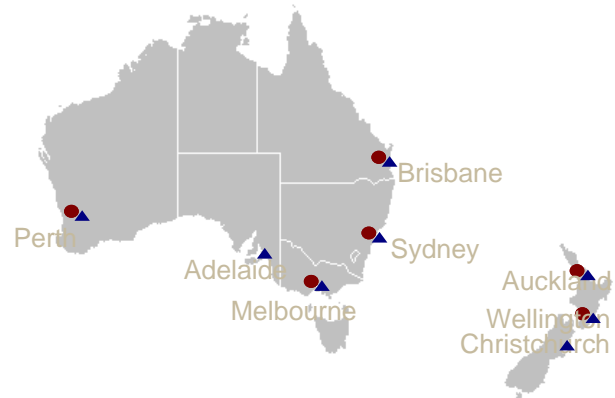 Brisbane
Perth
Sydney
Adelaide
Auckland
Melbourne
Wellington
Christchurch